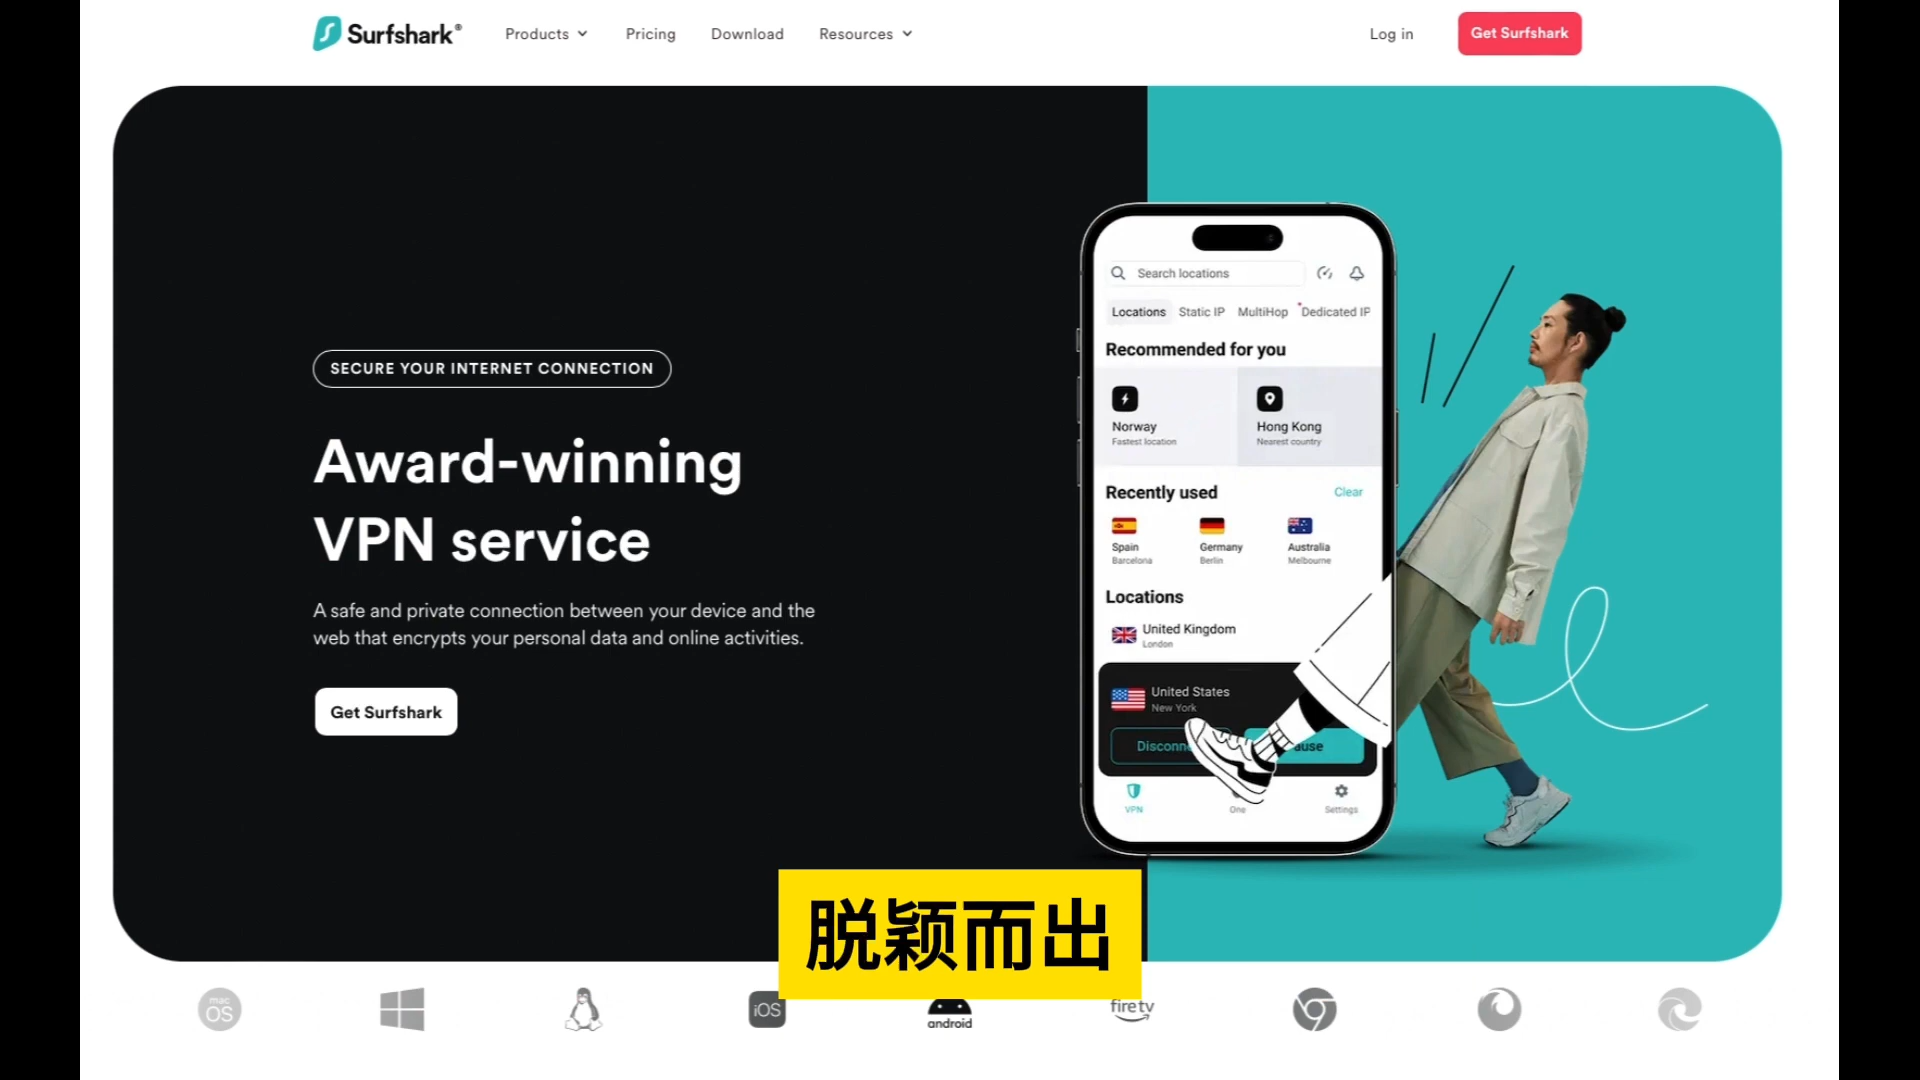 Surfshark®
Products
Pricing
Download
Resources
Log in
Get Surfshark
SECURE YOUR INTERNET CONNECTION
Award-winning
VPN service
A safe and private connection between your device and the
web that encrypts your personal data and online activities.
Get Surfshark
Search locations
Locations
Static IP
MultiHop
Dedicated IP
Recommended for you
Norway
Fastest location
Hong Kong
Nearest country
Recently used
Clear
Spain
Barcelona
Germany
Berlin
Australia
Melbourne
Locations
United Kingdom
London
United States
New York
Disconn
ause
VPN
One
Settings
脱颖而出
mac
OS
iOS
android
fire tv